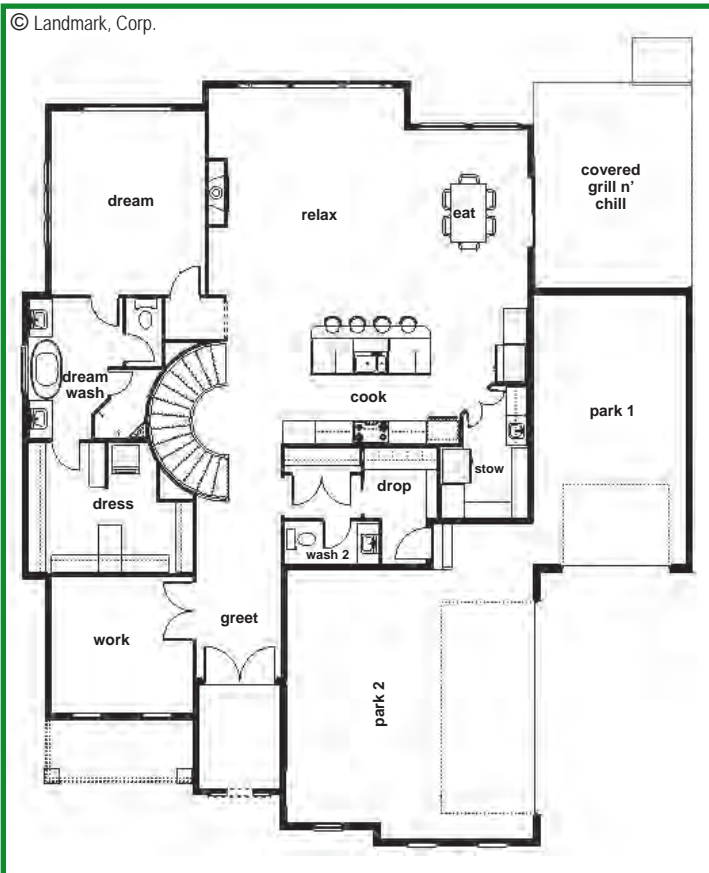 © Landmark, Corp.
dream
relax
eat
covered
grill n'
chill
dream
wash
cook
park 1
stow
drop
dress
wash 2
greet
work
park 2